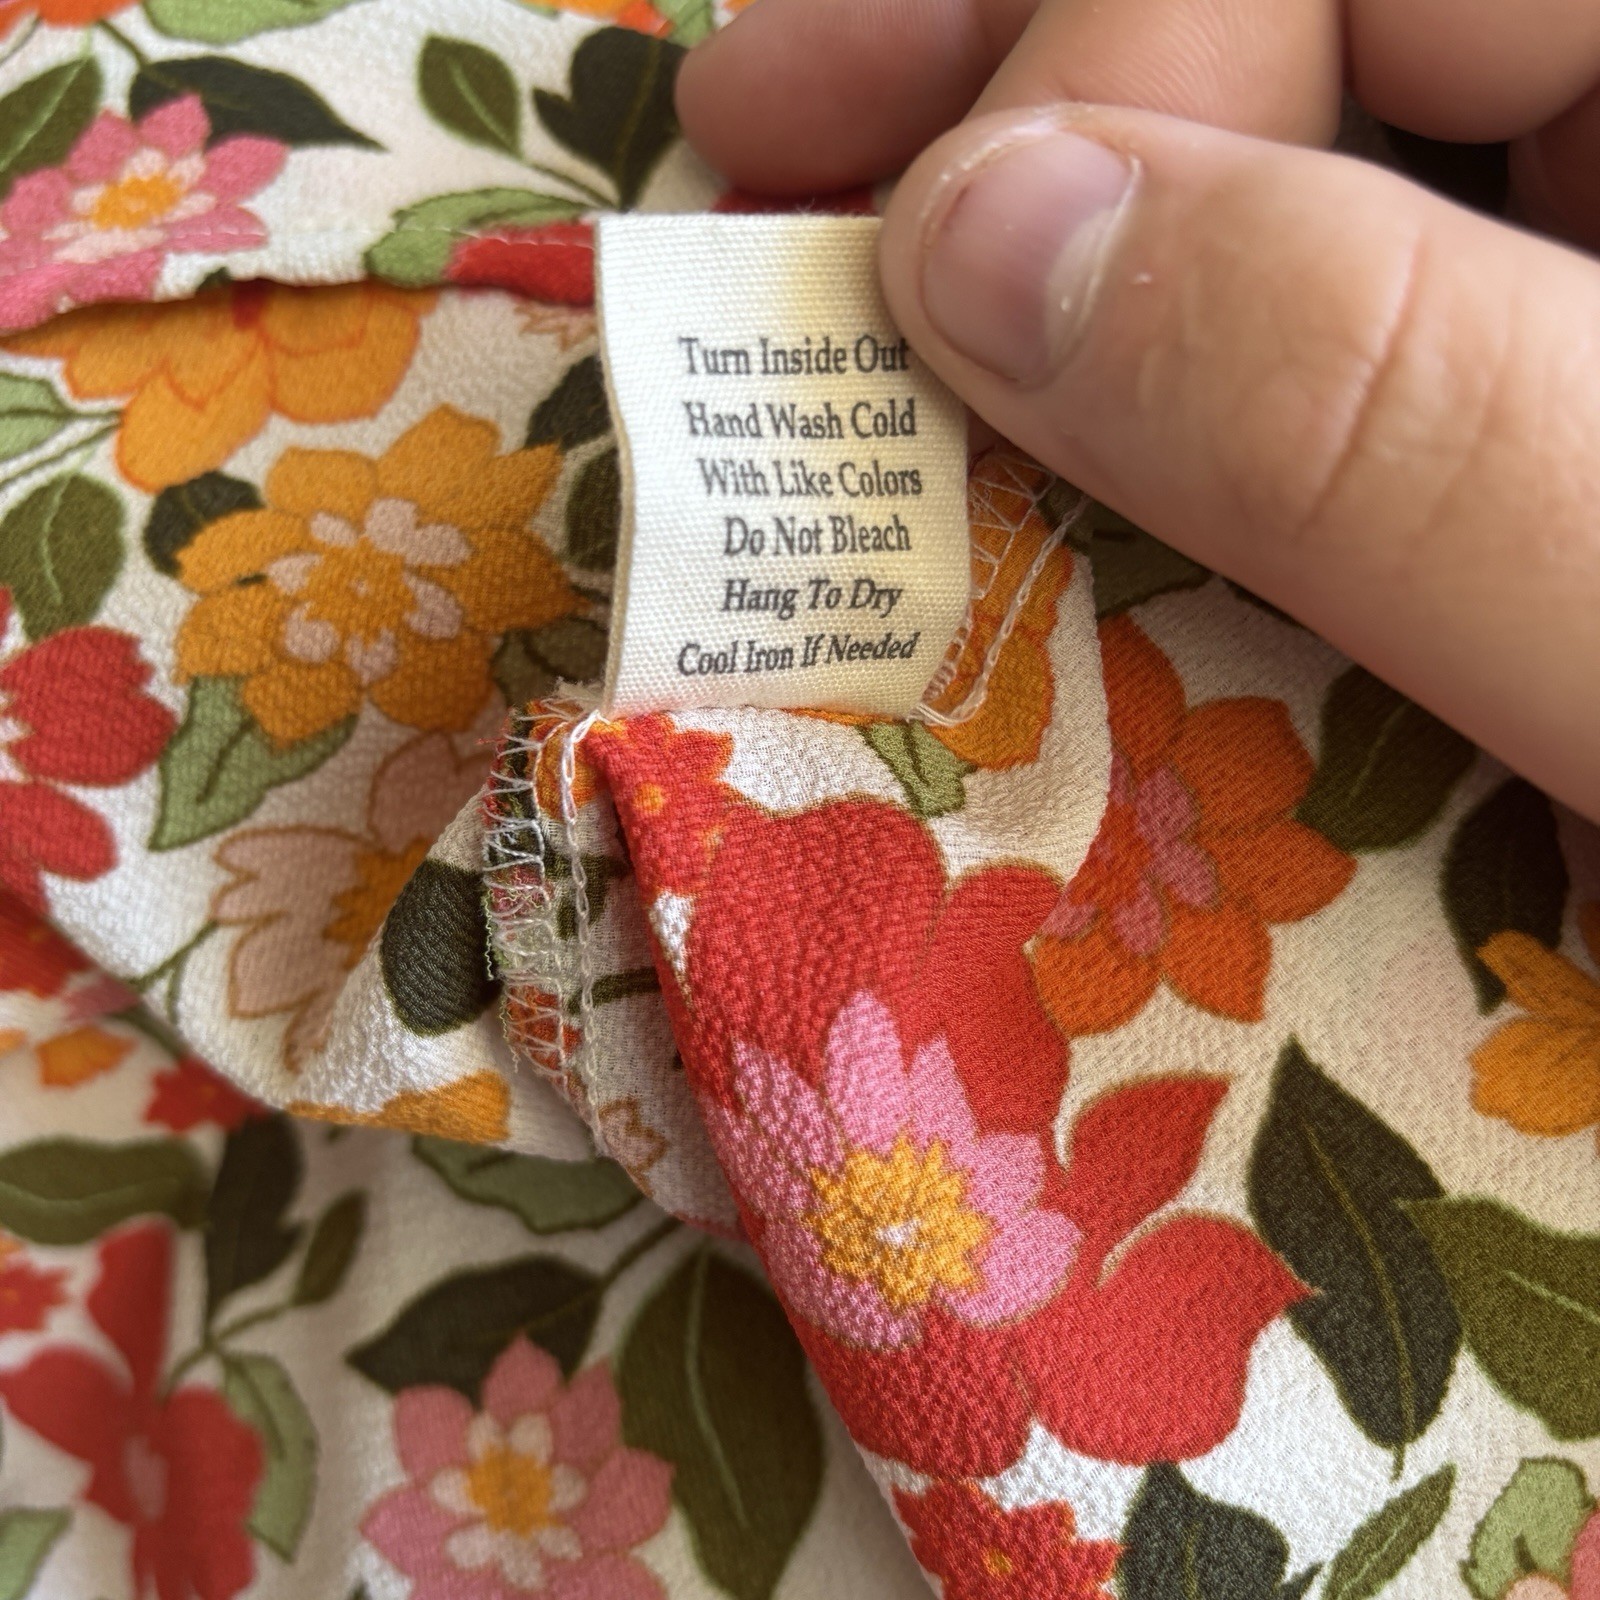 Turn Inside Out
Hand Wash Cold
With Like Colors
Do Not Bleach
Hang To Dry
Cool Iron If Needed